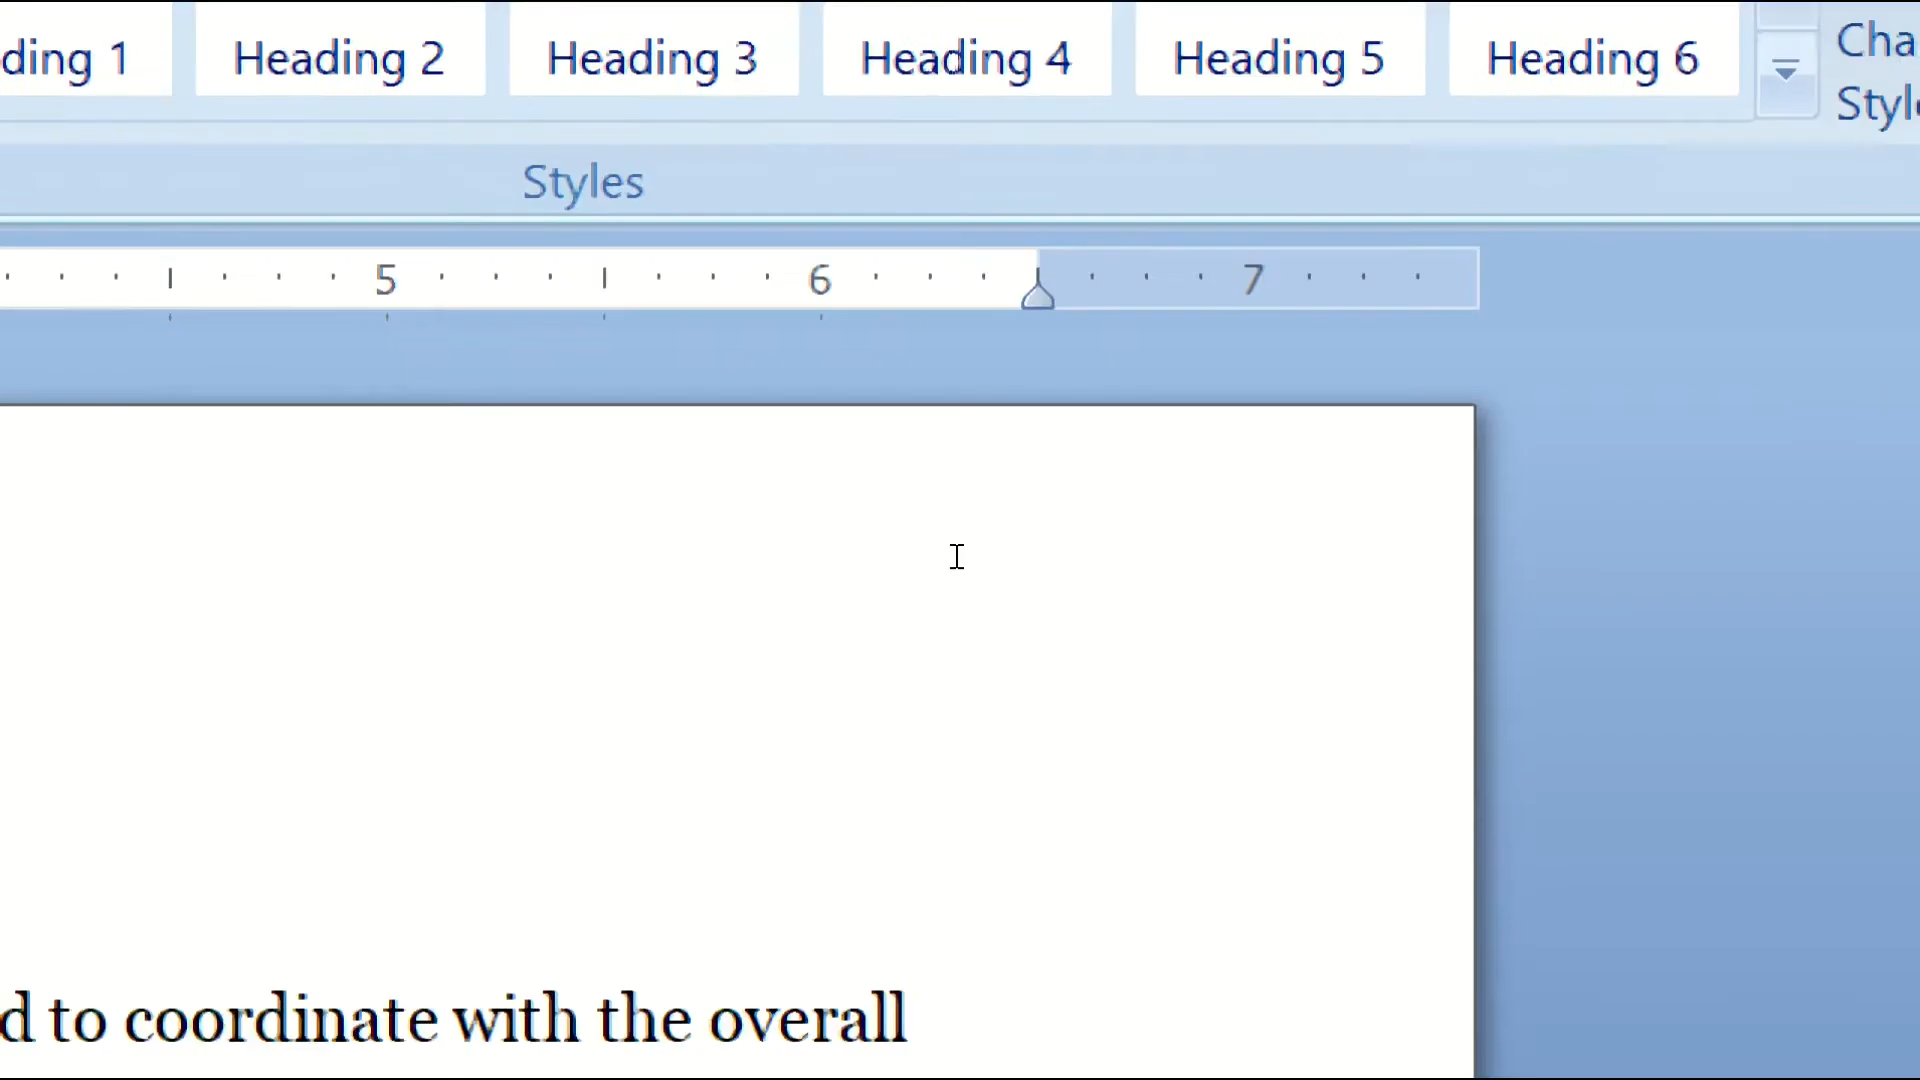 ding 1 Heading 2 Heading 3 Heading 4 Heading 5 Heading 6
Cha
Styl
Styles
5 6 7
d to coordinate with the overall